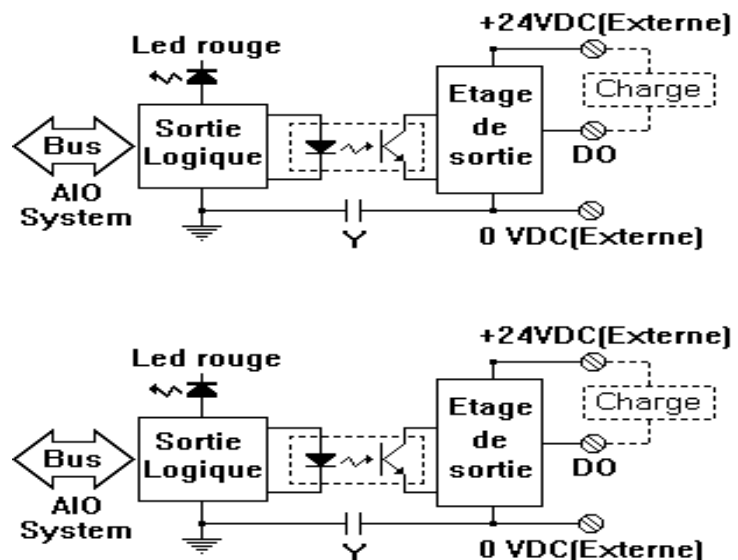 +24VDC(Externe)
Led rouge
Charge
Etage
de
sortie
Sortie
Logique
Bus
DO
AIO
System
Y
0 VDC(Externe)
+24VDC(Externe)
Led rouge
Charge
Etage
de
sortie
Sortie
Logique
Bus
DO
AIO
System
Y
0 VDC(Externe)